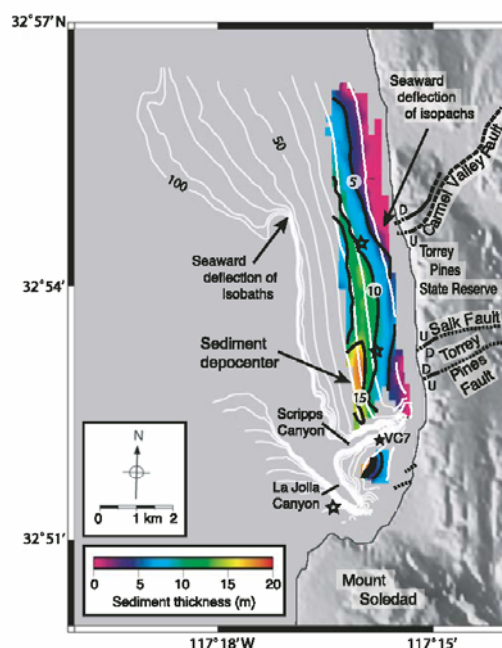 32°57'N
Seaward
deflection
of isopachs
50
100
5
Carmel Valley Fault
D
U
Seaward
deflection of
isobaths
Torrey
Pines
State Reserve
32°54'
10
Salk Fault
U
D
Torrey
Pines
Fault
D
U
Sediment
depocenter
15
Scripps
Canyon
VC7
N
La Jolla
Canyon
0 1 km 2
32°51'
0 5 10 15 20
Sediment thickness (m)
Mount
Soledad
117°18'W
117°15'